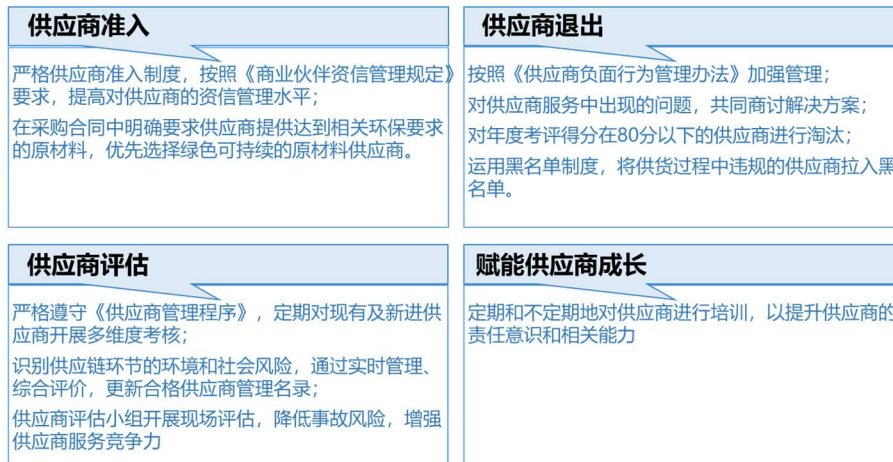 供应商准入
严格供应商准入制度，按照《商业伙伴资信管理规定》
要求，提高对供应商的资信管理水平；
在采购合同中明确要求供应商提供达到相关环保要求
的原材料，优先选择绿色可持续的原材料供应商。
供应商退出
按照《供应商负面行为管理办法》加强管理；
对供应商服务中出现的问题，共同商讨解决方案；
对年度考评得分在80分以下的供应商进行淘汰；
运用黑名单制度，将供货过程中违规的供应商拉入黑
名单。
供应商评估
严格遵守《供应商管理程序》，定期对现有及新进供
应商开展多维度考核；
识别供应链环节的环境和社会风险，通过实时管理、
综合评价，更新合格供应商管理名录；
供应商评估小组开展现场评估，降低事故风险，增强
供应商服务竞争力
赋能供应商成长
定期和不定期地对供应商进行培训，以提升供应商的
责任意识和相关能力